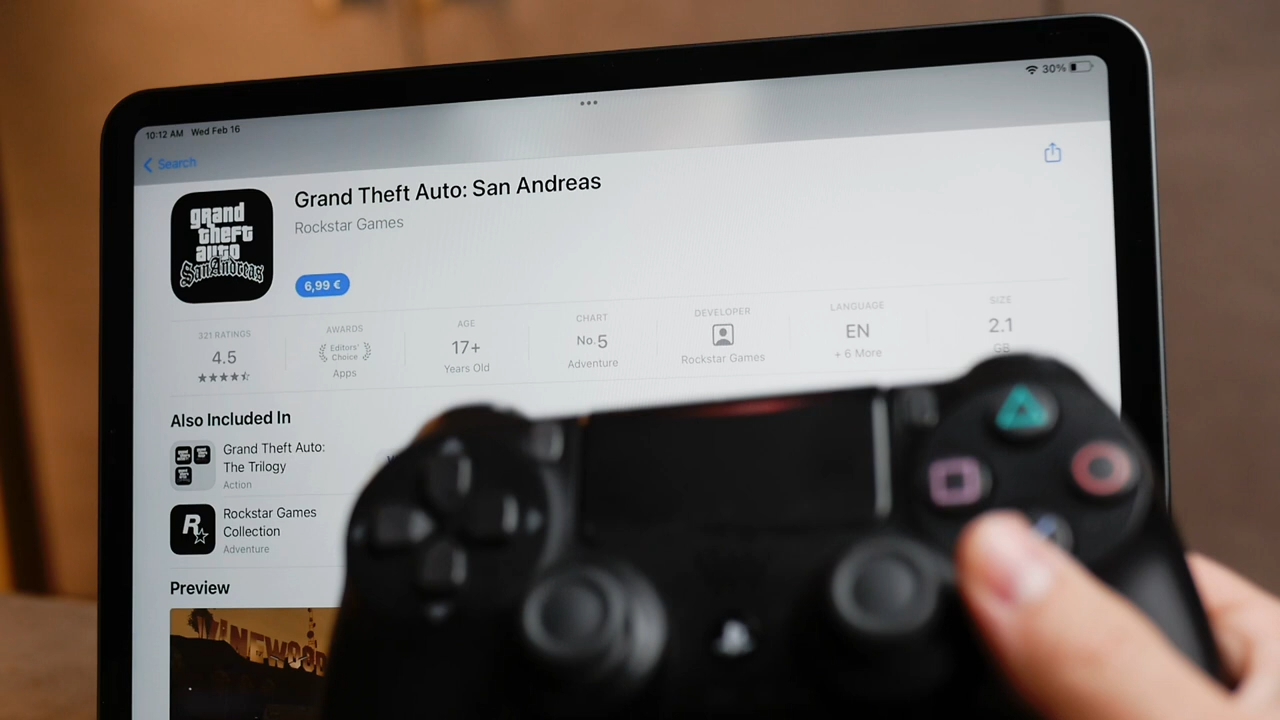 10:12 AM Wed Feb 16
30%
Search
grand
theft
auto
San Andreas
Grand Theft Auto: San Andreas
Rockstar Games
6,99 €
321 RATINGS
4.5
AWARDS
Editors'
Choice
Apps
AGE
17+
Years Old
CHART
No.5
Adventure
DEVELOPER
Rockstar Games
LANGUAGE
EN
+ 6 More
SIZE
2.1
GB
Also Included In
Grand Theft Auto:
The Trilogy
Action
R
Rockstar Games
Collection
Adventure
Preview